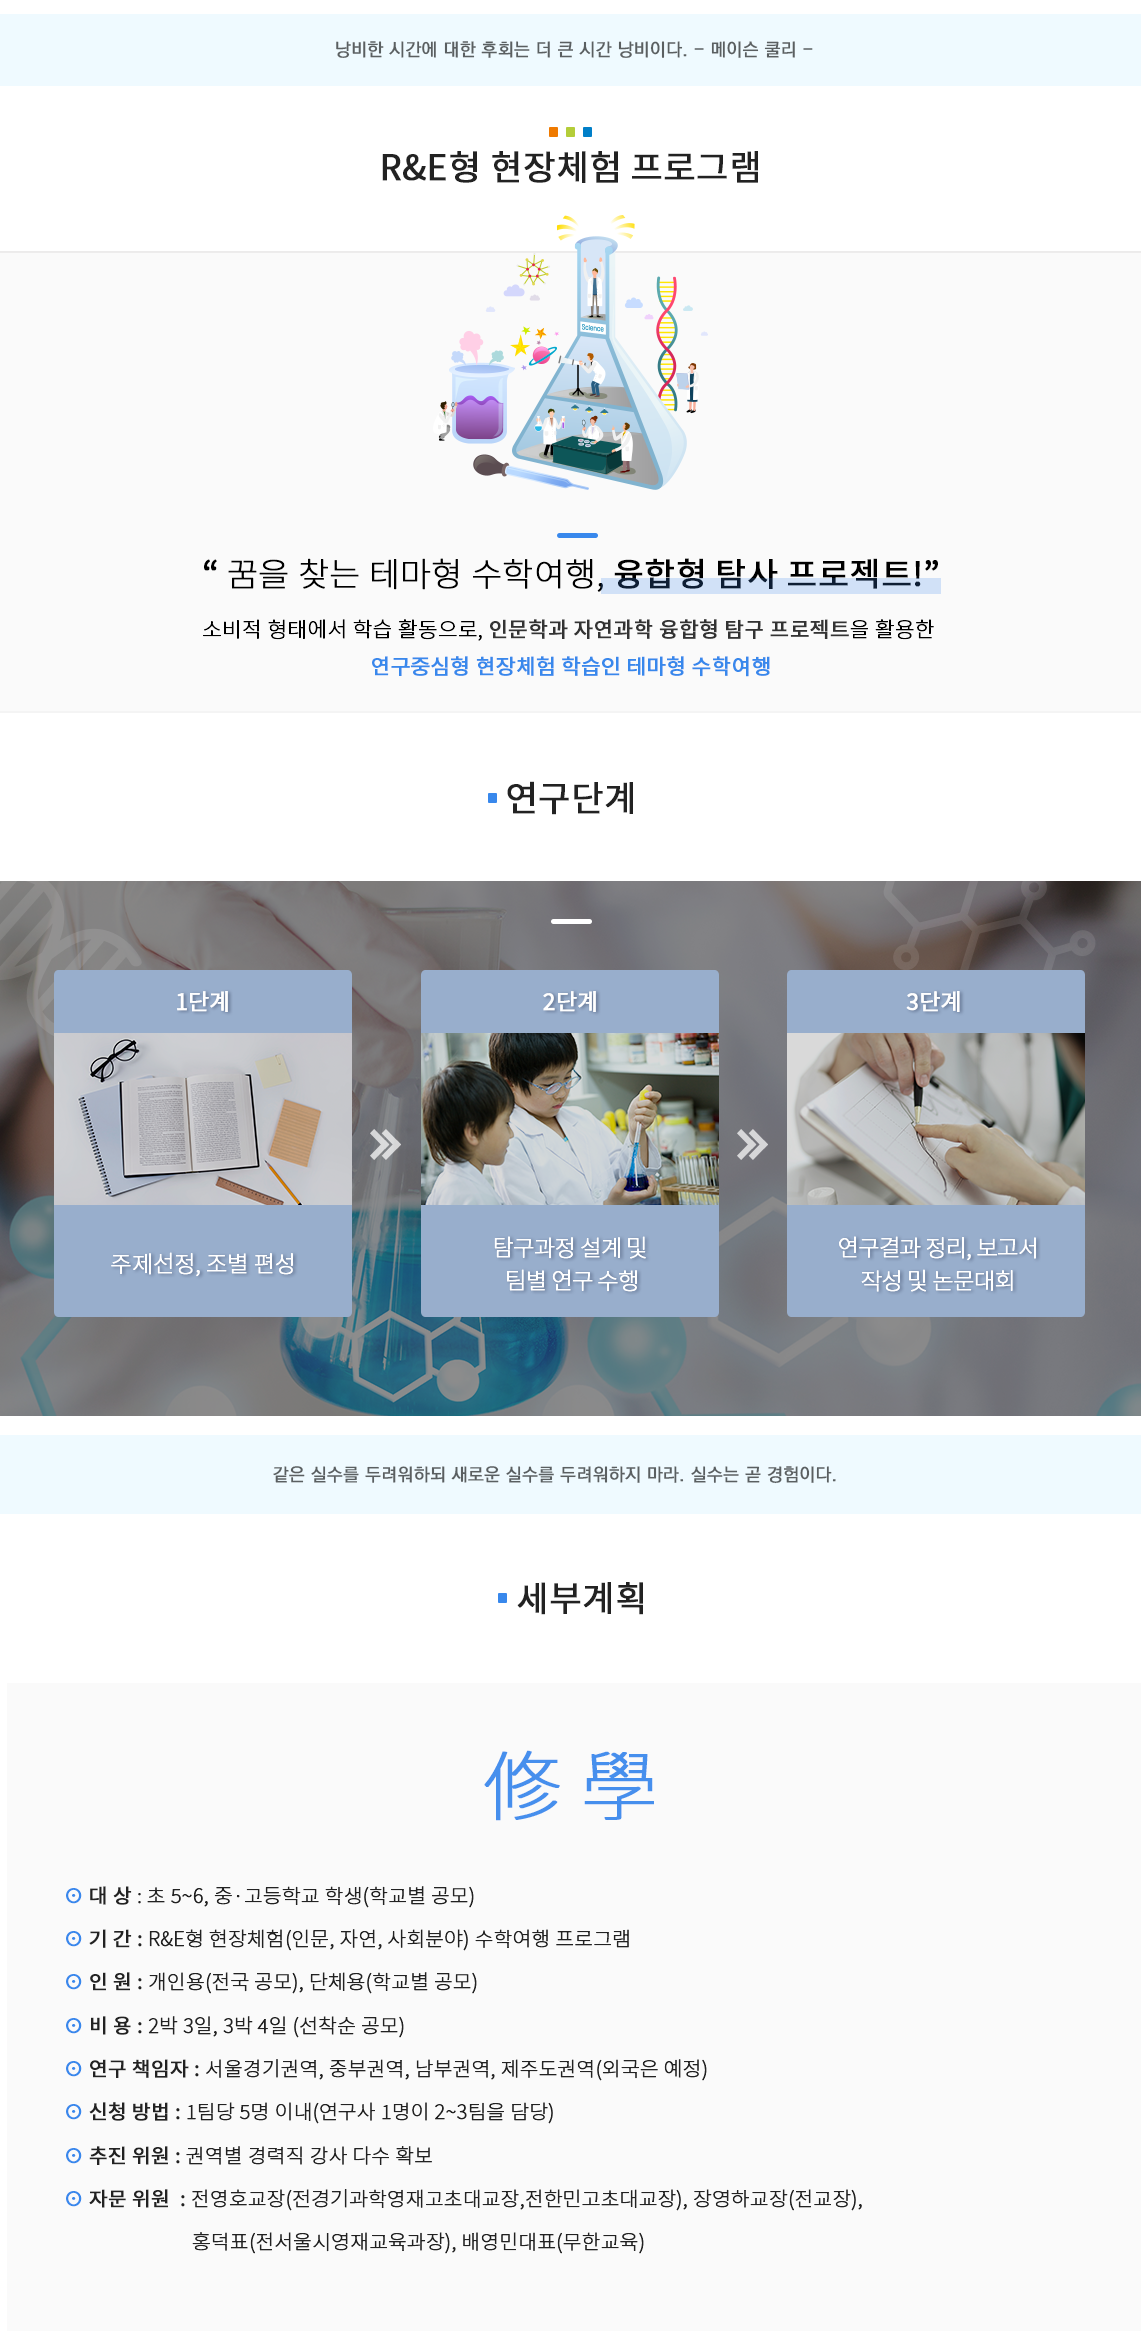 낭비한 시간에 대한 후회는 더 큰 시간 낭비이다. - 메이슨 쿨리 -
R&E형 현장체험 프로그램
Science
“ 꿈을 찾는 테마형 수학여행, 융합형 탐사 프로젝트!”
소비적 형태에서 학습 활동으로, 인문학과 자연과학 융합형 탐구 프로젝트을 활용한
연구중심형 현장체험 학습인 테마형 수학여행
연구단계
1단계
주제선정, 조별 편성
2단계
탐구과정 설계 및
팀별 연구 수행
3단계
연구결과 정리, 보고서
작성 및 논문대회
같은 실수를 두려워하되 새로운 실수를 두려워하지 마라. 실수는 곧 경험이다.
세부계획
修 學
대 상 : 초 5~6, 중·고등학교 학생(학교별 공모)
기 간 : R&E형 현장체험(인문, 자연, 사회분야) 수학여행 프로그램
인 원 : 개인용(전국 공모), 단체용(학교별 공모)
비 용 : 2박 3일, 3박 4일 (선착순 공모)
연구 책임자 : 서울경기권역, 중부권역, 남부권역, 제주도권역(외국은 예정)
신청 방법 : 1팀당 5명 이내(연구사 1명이 2~3팀을 담당)
추진 위원 : 권역별 경력직 강사 다수 확보
자문 위원 : 전영호교장(전경기과학영재고초대교장,전한민고초대교장), 장영하교장(전교장),
홍덕표(전서울시영재교육과장), 배영민대표(무한교육)